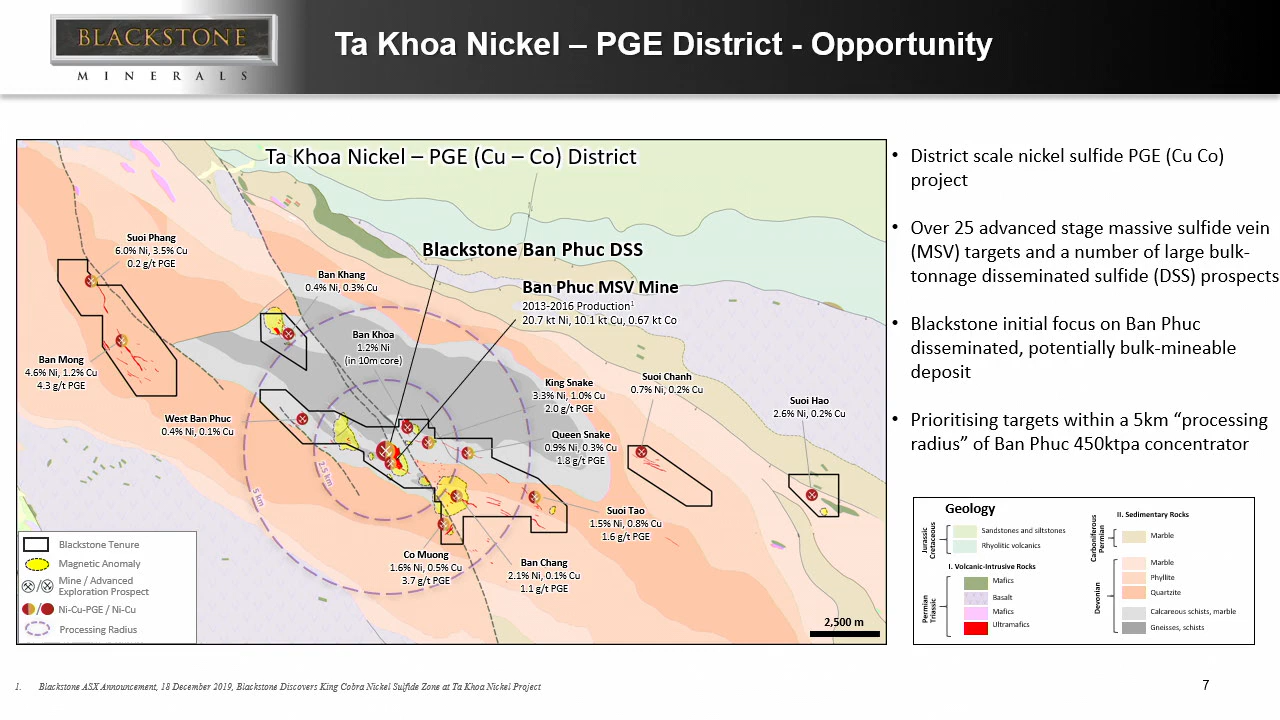 BLACKSTONE
MINERALS
Ta Khoa Nickel – PGE District - Opportunity
Ta Khoa Nickel – PGE (Cu – Co) District
Blackstone Ban Phuc DSS
Ban Phuc MSV Mine
2013-2016 Production1
20.7 kt Ni, 10.1 kt Cu, 0.67 kt Co
Suoi Phang
6.0% Ni, 3.5% Cu
0.2 g/t PGE
Ban Khang
0.4% Ni, 0.3% Cu
Ban Khoa
1.2% Ni
(in 10m core)
Ban Mong
4.6% Ni, 1.2% Cu
4.3 g/t PGE
West Ban Phuc
0.4% Ni, 0.1% Cu
King Snake
3.3% Ni, 1.0% Cu
2.0 g/t PGE
Queen Snake
0.9% Ni, 0.3% Cu
1.8 g/t PGE
Suoi Chanh
0.7% Ni, 0.2% Cu
Suoi Hao
2.6% Ni, 0.2% Cu
Suoi Tao
1.5% Ni, 0.8% Cu
1.6 g/t PGE
Co Muong
1.6% Ni, 0.5% Cu
3.7 g/t PGE
Ban Chang
2.1% Ni, 0.1% Cu
1.1 g/t PGE
2.5 km
5 km
Blackstone Tenure
Magnetic Anomaly
Mine / Advanced
Exploration Prospect
Ni-Cu-PGE / Ni-Cu
Processing Radius
2,500 m
• District scale nickel sulfide PGE (Cu Co)
project
• Over 25 advanced stage massive sulfide vein
(MSV) targets and a number of large bulk-
tonnage disseminated sulfide (DSS) prospects
• Blackstone initial focus on Ban Phuc
disseminated, potentially bulk-mineable
deposit
• Prioritising targets within a 5km “processing
radius” of Ban Phuc 450ktpa concentrator
Geology
Jurassic
Cretaceous
Sandstones and siltstones
Rhyolitic volcanics
I. Volcanic-Intrusive Rocks
Permian
Triassic
Mafics
Basalt
Mafics
Ultramafics
II. Sedimentary Rocks
Carboniferous
Permian
Marble
Devonian
Marble
Phyllite
Quartzite
Calcareous schists, marble
Gneisses, schists
1. Blackstone ASX Announcement, 18 December 2019, Blackstone Discovers King Cobra Nickel Sulfide Zone at Ta Khoa Nickel Project
7